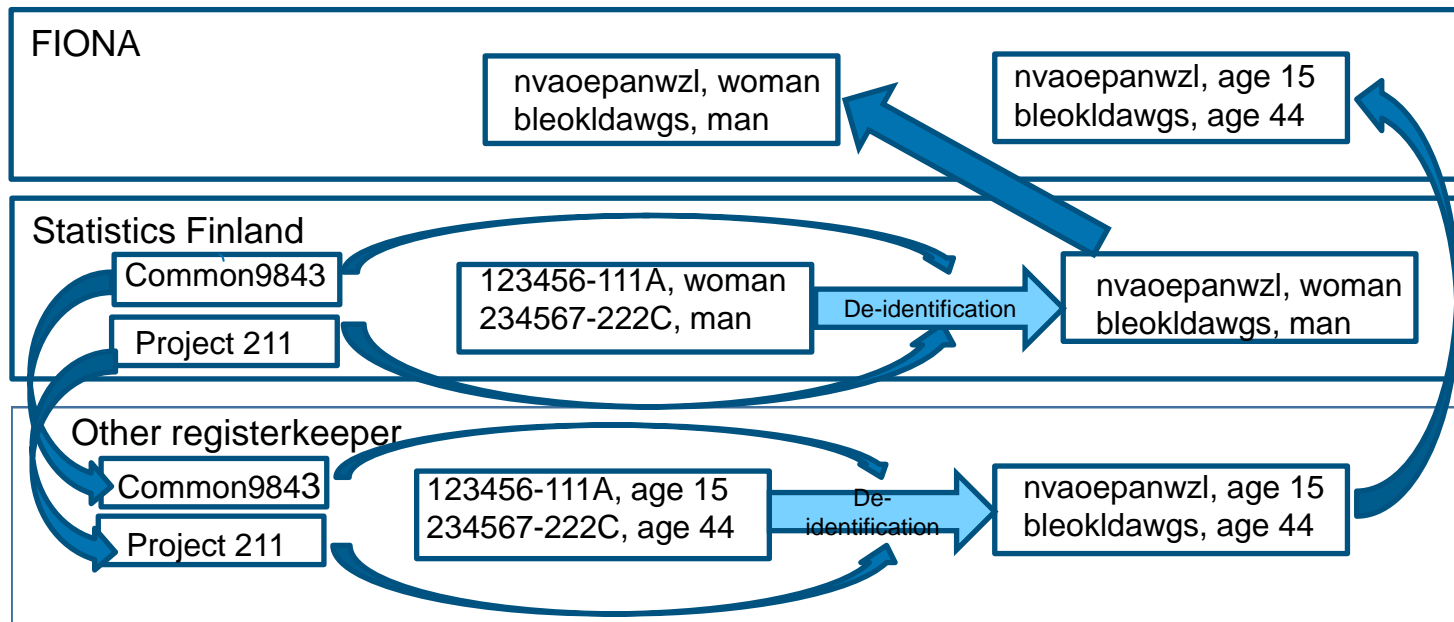 FIONA
nvaoepanwzl, woman
bleokldawgs, man
nvaoepanwzl, age 15
bleokldawgs, age 44
Statistics Finland
Common9843
Project 211
123456-111A, woman
234567-222C, man
De-identification
nvaoepanwzl, woman
bleokldawgs, man
Other registerkeeper
Common9843
Project 211
123456-111A, age 15
234567-222C, age 44
De-
identification
nvaoepanwzl, age 15
bleokldawgs, age 44